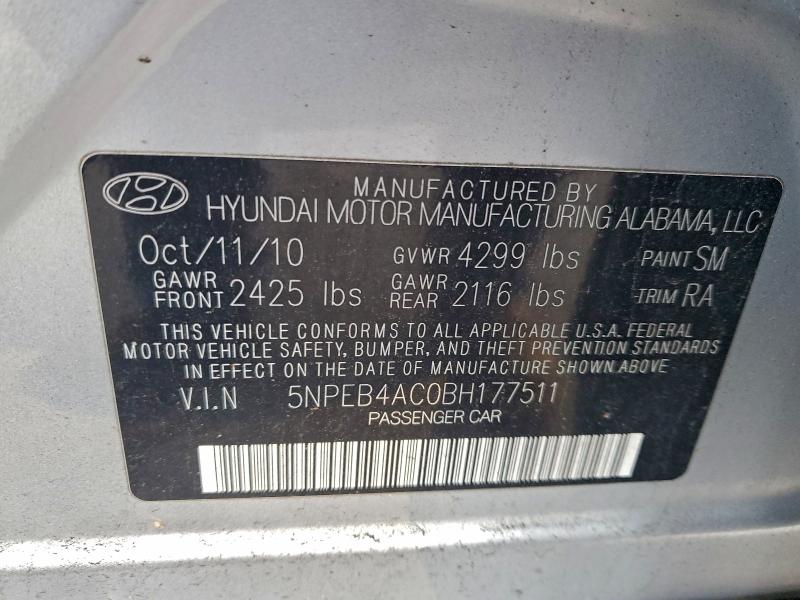 MANUFACTURED BY
HYUNDAI MOTOR MANUFACTURING ALABAMA, LLC
Oct/11/10 GVWR 4299 lbs PAINT SM
GAWR FRONT 2425 lbs GAWR REAR 2116 lbs TRIM RA
THIS VEHICLE CONFORMS TO ALL APPLICABLE U.S.A. FEDERAL
MOTOR VEHICLE SAFETY, BUMPER, AND THEFT PREVENTION STANDARDS
IN EFFECT ON THE DATE OF MANUFACTURE SHOWN ABOVE.
V.I.N 5NPEB4AC0BH177511
PASSENGER CAR